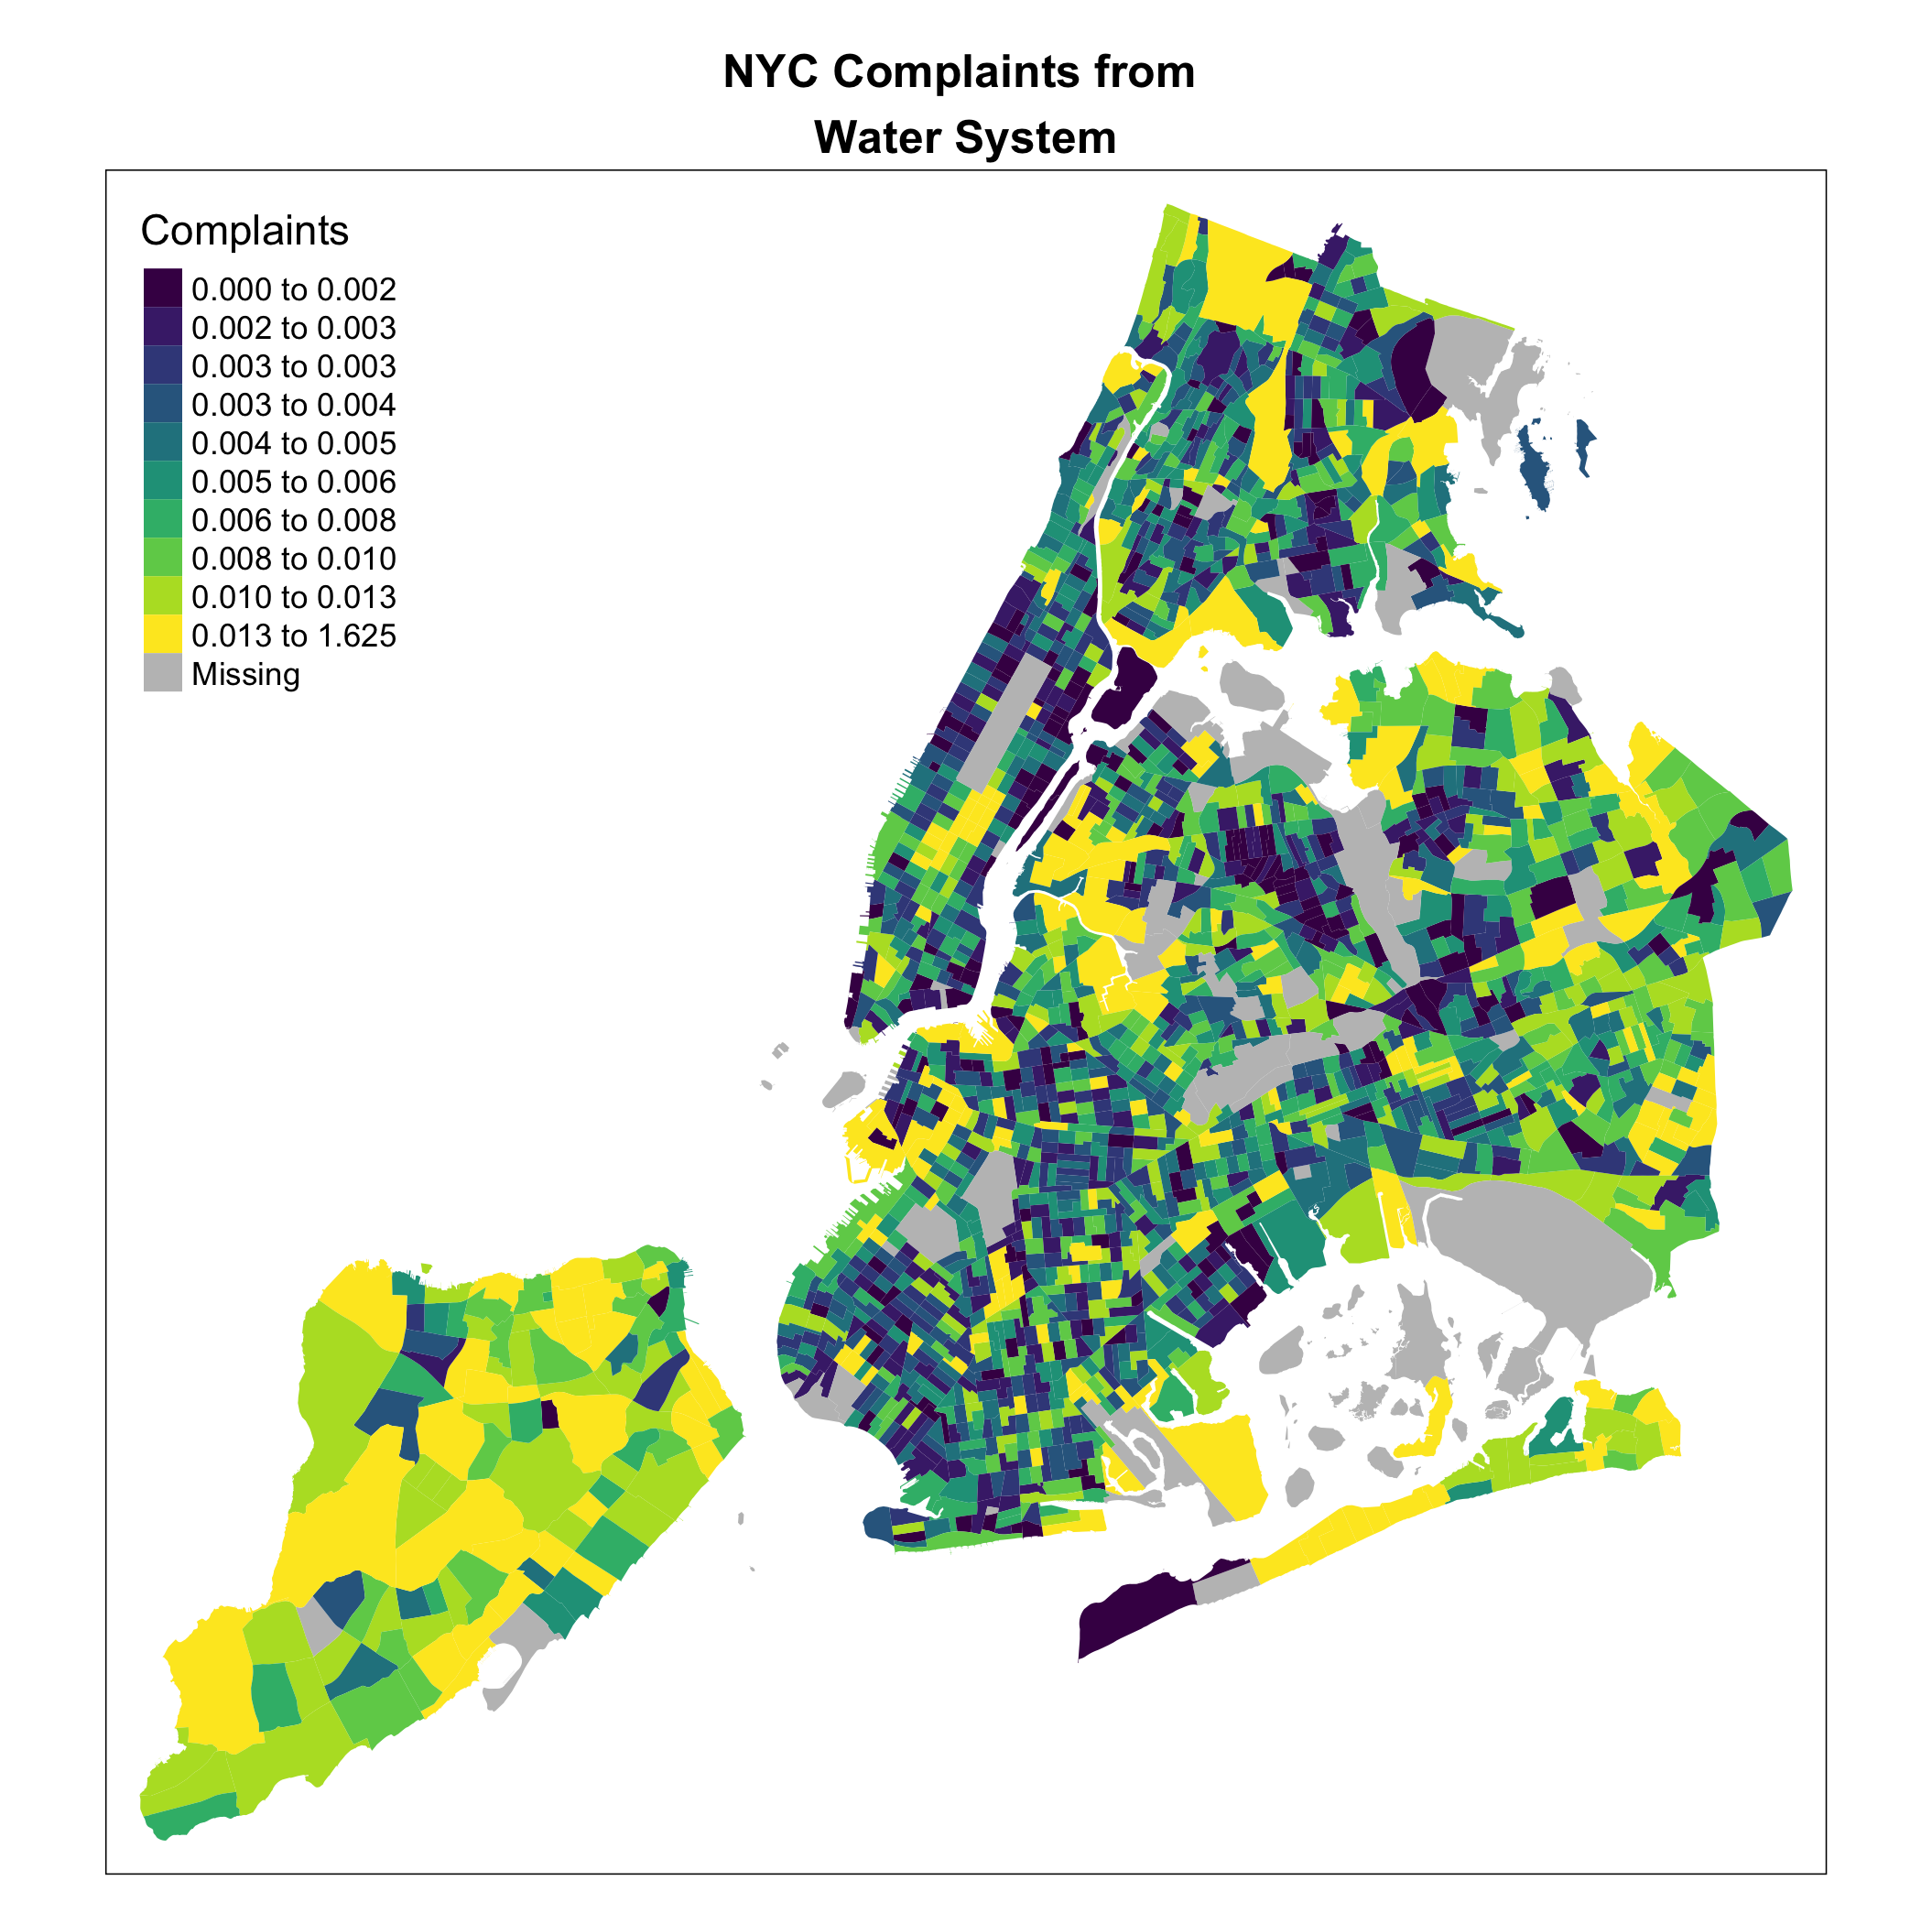 NYC Complaints from
Water System
Complaints
0.000 to 0.002
0.002 to 0.003
0.003 to 0.003
0.003 to 0.004
0.004 to 0.005
0.005 to 0.006
0.006 to 0.008
0.008 to 0.010
0.010 to 0.013
0.013 to 1.625
Missing